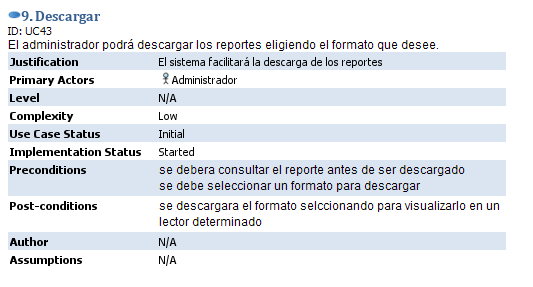 9. Descargar
ID: UC43
El administrador podrá descargar los reportes eligiendo el formato que desee.
Justification El sistema facilitará la descarga de los reportes
Primary Actors Administrador
Level N/A
Complexity Low
Use Case Status Initial
Implementation Status Started
Preconditions se debera consultar el reporte antes de ser descargado
se debe seleccionar un formato para descargar
Post-conditions se descargara el formato selccionando para visualizarlo en un
lector determinado
Author N/A
Assumptions N/A